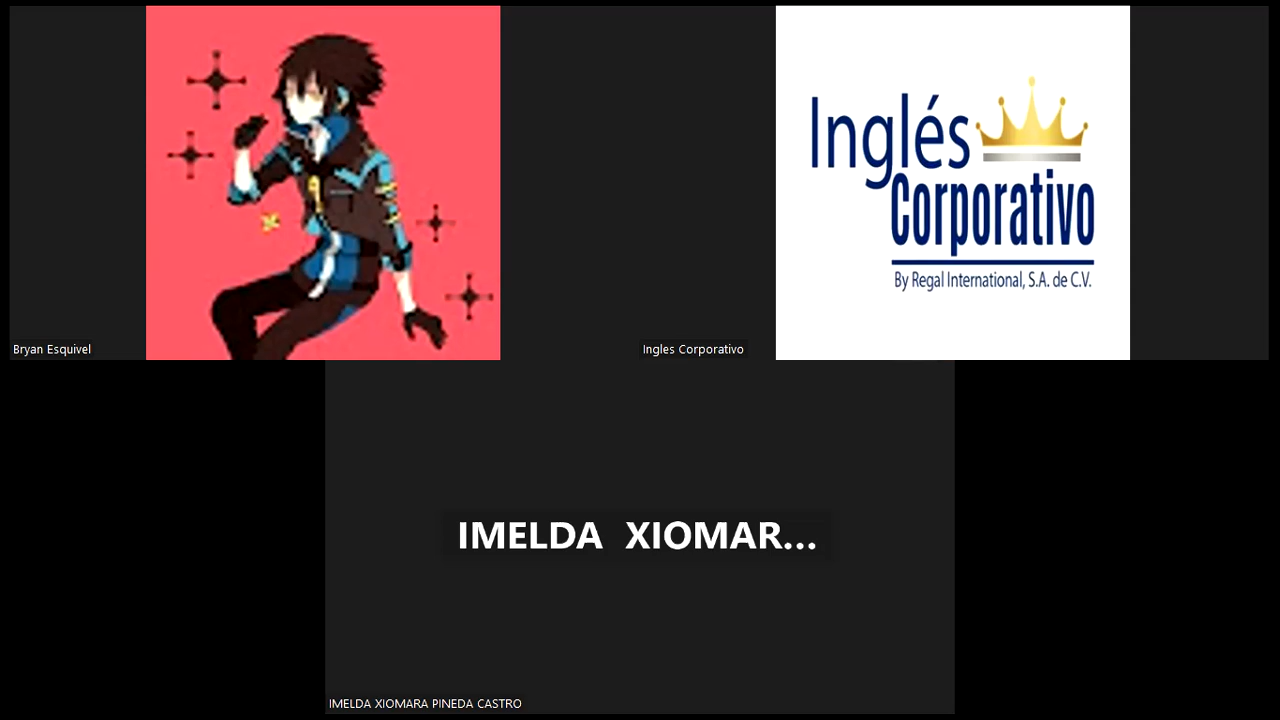 Inglés
Corporativo
By Regal International, S.A. de C.V.
Bryan Esquivel
Ingles Corporativo
IMELDA XIOMAR...
IMELDA XIOMARA PINEDA CASTRO